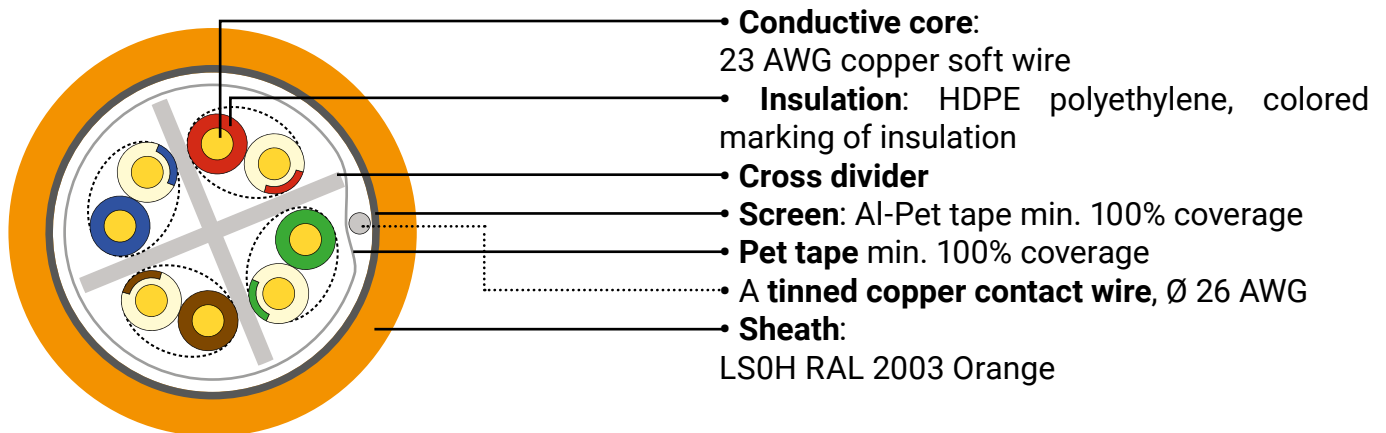 • Conductive core:
23 AWG copper soft wire
• Insulation: HDPE polyethylene, colored
marking of insulation
• Cross divider
• Screen: Al-Pet tape min. 100% coverage
• Pet tape min. 100% coverage
• A tinned copper contact wire, Ø 26 AWG
• Sheath:
LS0H RAL 2003 Orange